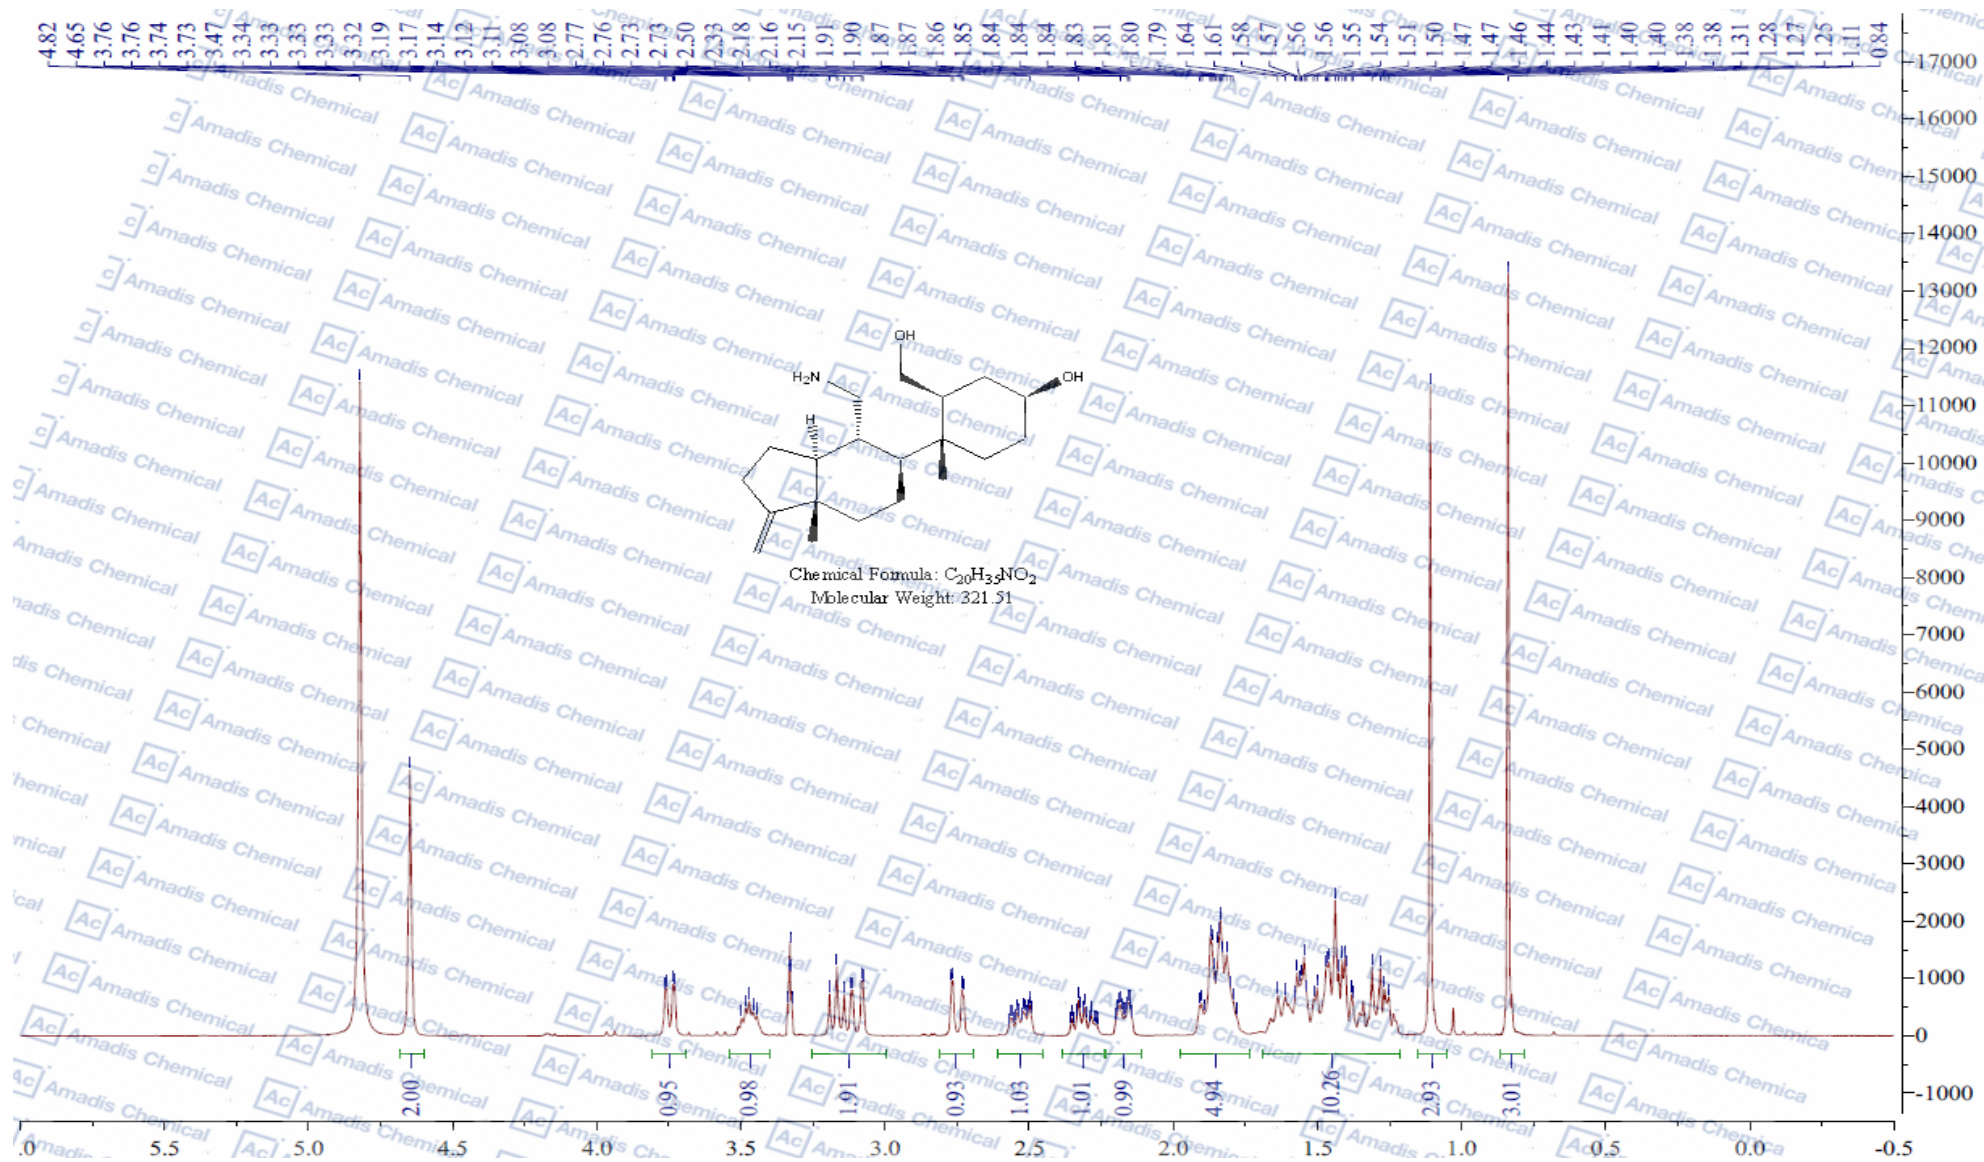 4.82 4.65 3.76 3.76 3.74 3.73 3.47 3.34 3.33 3.33 3.33 3.32 3.19 3.17 3.14 3.12 3.11 3.08 3.08 2.77 2.76 2.73 2.73 2.50 2.33 2.18 2.16 2.15 1.91 1.90 1.87 1.87 1.86 1.85 1.84 1.84 1.84 1.83 1.81 1.80 1.79 1.64 1.61 1.58 1.57 1.56 1.56 1.55 1.54 1.51 1.50 1.47 1.47 1.46 1.44 1.43 1.41 1.40 1.40 1.38 1.38 1.31 1.28 1.27 1.25 1.11 0.84
17000
16000
15000
14000
13000
12000
11000
10000
9000
8000
7000
6000
5000
4000
3000
2000
1000
0
-1000
OH
H₂N
OH
H
Chemical Formula: C₂₀H₃₅NO₂
Molecular Weight: 321.51
2.00 0.95 0.98 1.91 0.93 1.03 1.01 0.99 4.94 10.26 2.93 3.01
.0 5.5 5.0 4.5 4.0 3.5 3.0 2.5 2.0 1.5 1.0 0.5 0.0 -0.5
Ac Amadis Chemical